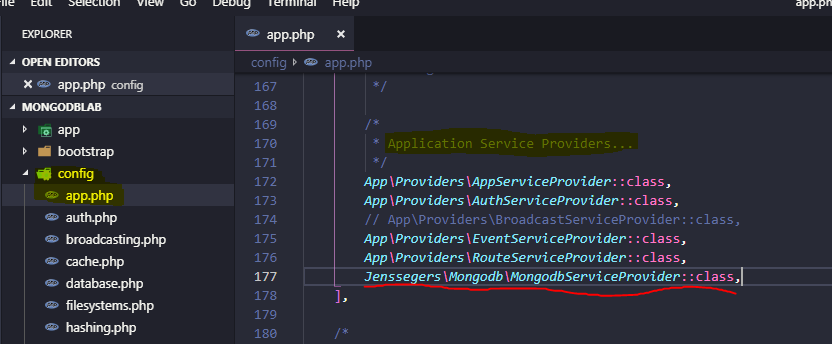 File Edit Selection View Go Debug Terminal Help app.ph
EXPLORER
OPEN EDITORS
app.php config
MONGODBLAB
app
bootstrap
config
app.php
auth.php
broadcasting.php
cache.php
database.php
filesystems.php
hashing.php
app.php
config app.php
167 */
168
169 /*
170 * Application Service Providers...
171 */
172 App\Providers\AppServiceProvider::class,
173 App\Providers\AuthServiceProvider::class,
174 // App\Providers\BroadcastServiceProvider::class,
175 App\Providers\EventServiceProvider::class,
176 App\Providers\RouteServiceProvider::class,
177 Jenssegers\Mongodb\MongodbServiceProvider::class,
178 ],
179
180 /*